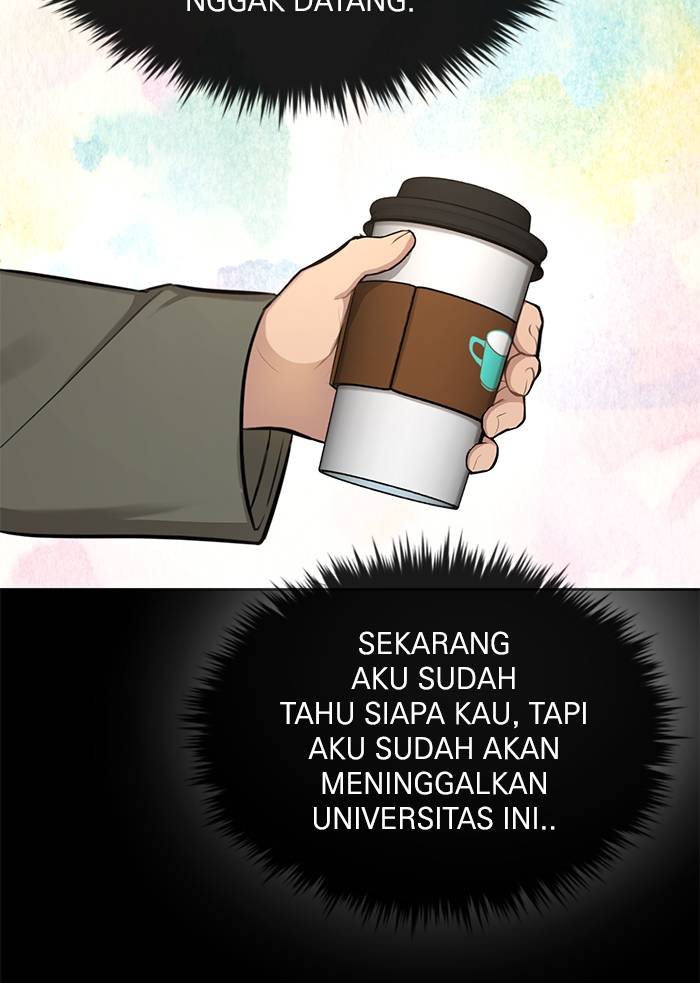 NGGAK DATANG.
SEKARANG
AKU SUDAH
TAHU SIAPA KAU, TAPI
AKU SUDAH AKAN
MENINGGALKAN
UNIVERSITAS INI..